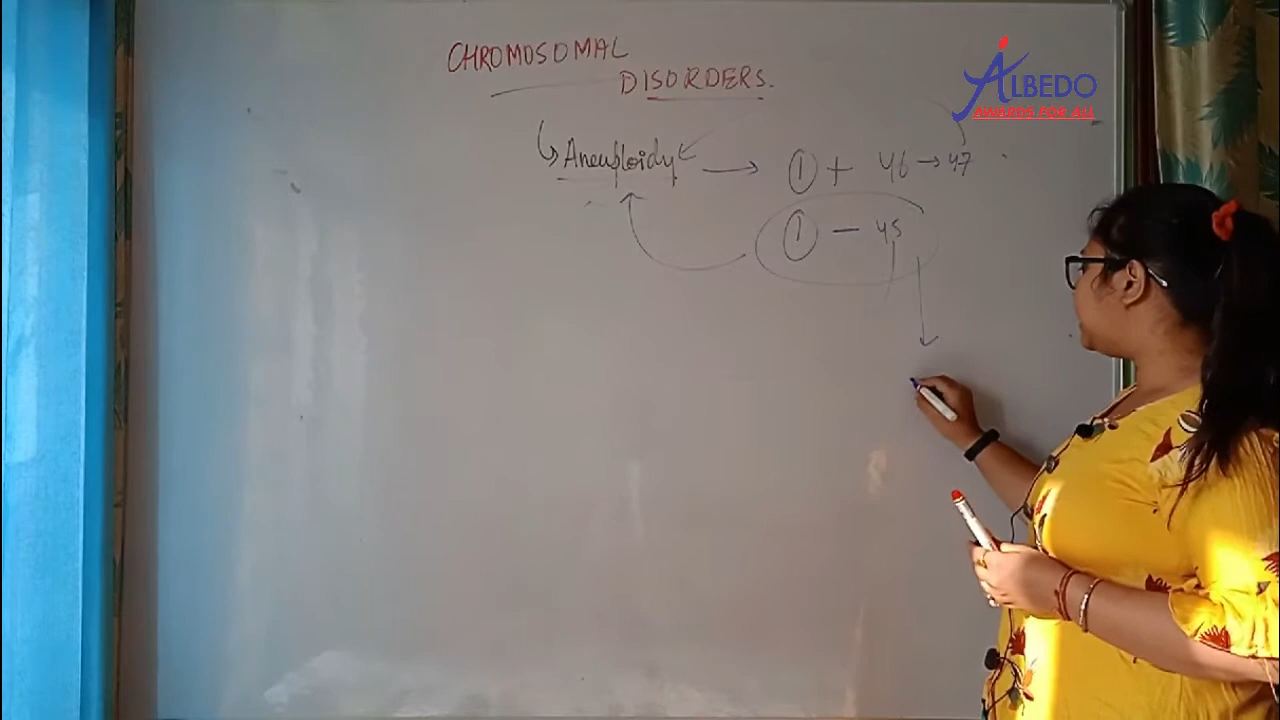 CHROMOSOMAL
DISORDERS.
ALBEDO
AWARDS FOR ALL
Aneuploidy → 1 + 46 → 47
1 - 45